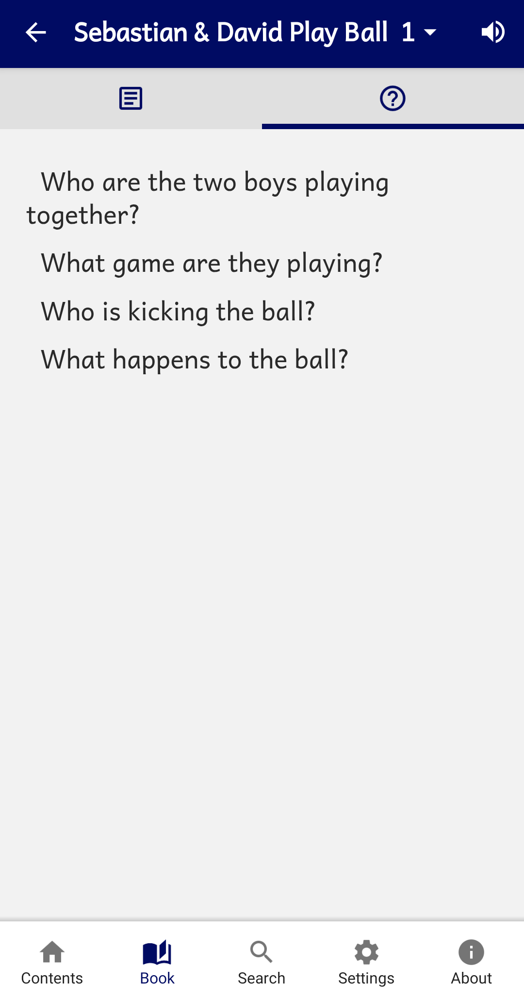 Sebastian & David Play Ball 1
Who are the two boys playing
together?
What game are they playing?
Who is kicking the ball?
What happens to the ball?
Contents
Book
Search
Settings
About